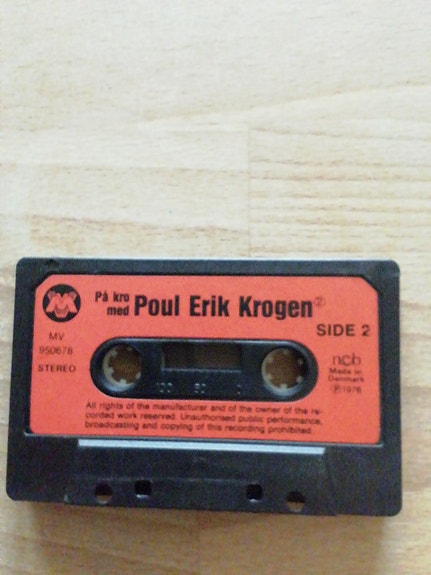 På kro
med Poul Erik Krogen②
SIDE 2
MV
950678
STEREO
ncb
Made in
Denmark
Ⓟ1978
100 50 0
All rights of the manufacturer and of the owner of the re-
corded work reserved. Unauthorised public performance,
broadcasting and copying of this recording prohibited.